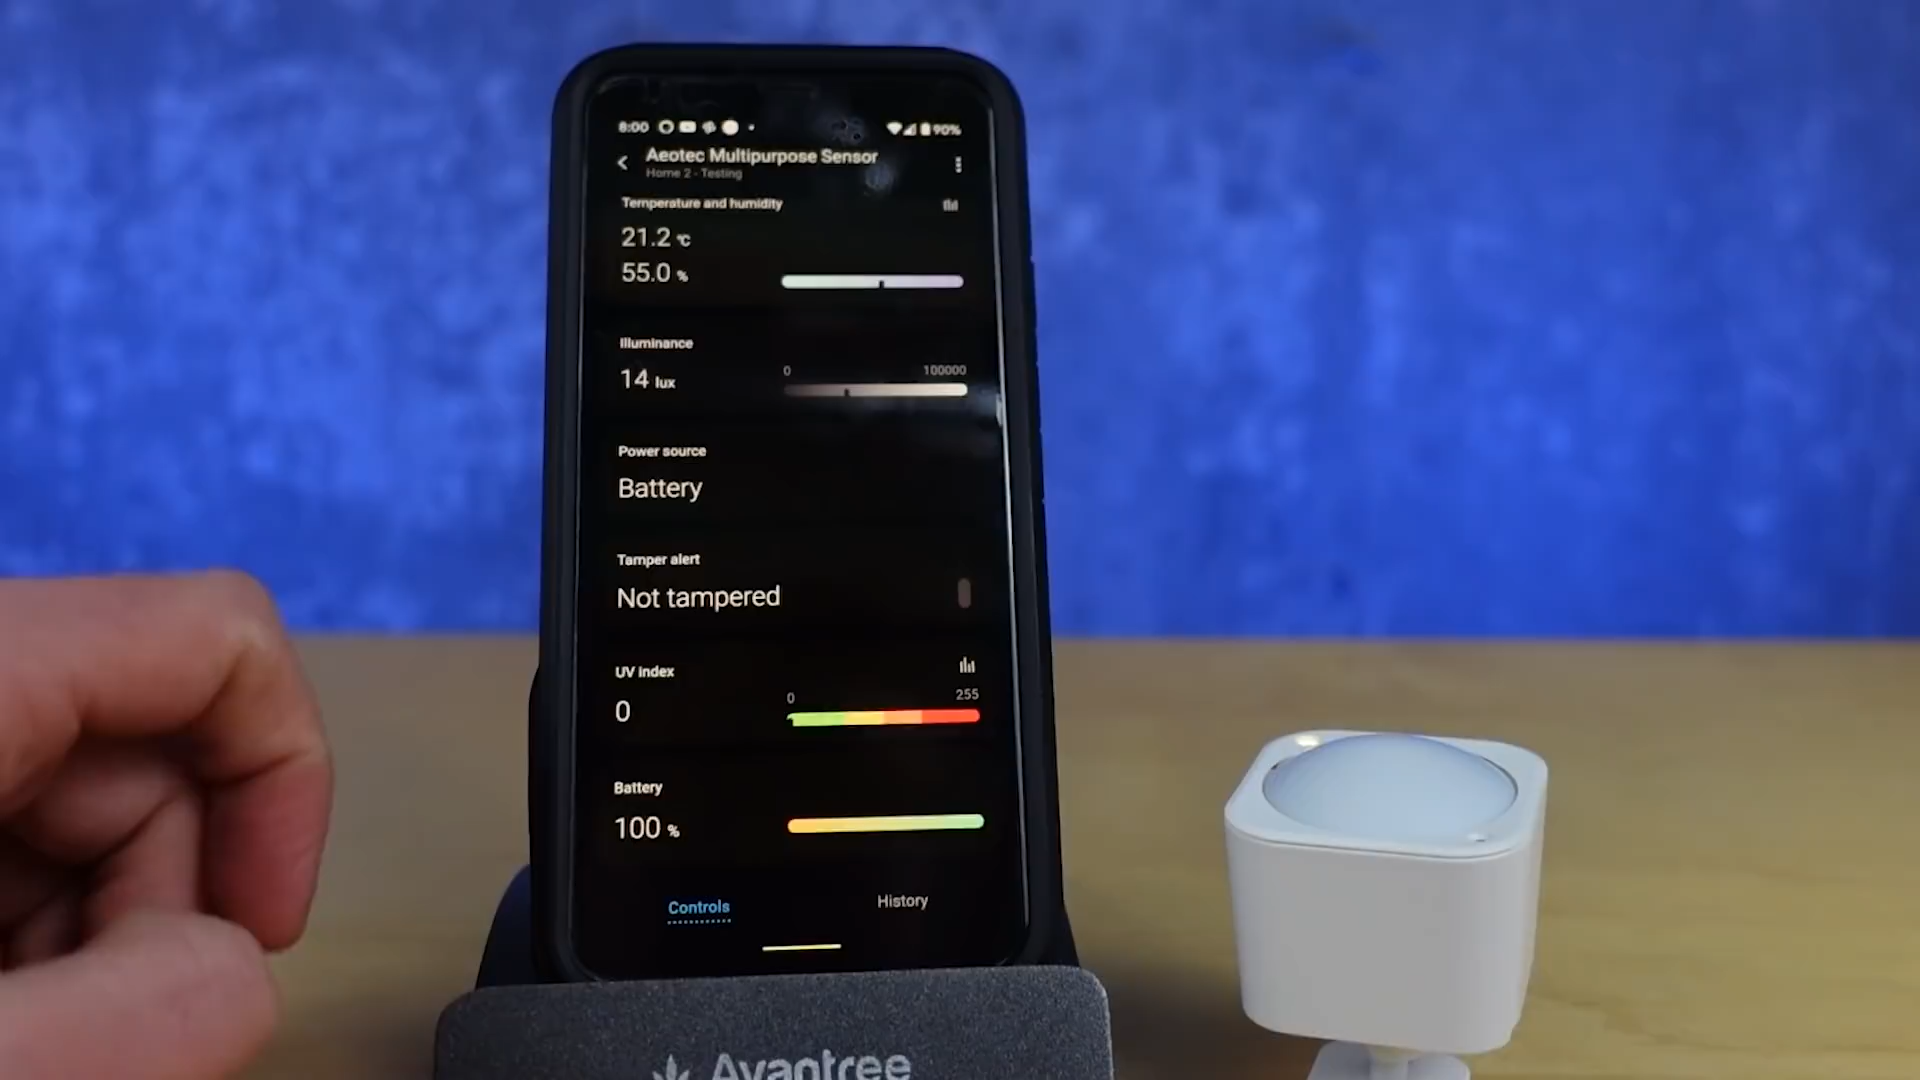 8:00 90%
Aeotec Multipurpose Sensor
Home 2 - Testing
Temperature and humidity
21.2 °C
55.0 %
Illuminance
14 lux
0 100000
Power source
Battery
Tamper alert
Not tampered
UV index
0
0 255
Battery
100 %
Controls History
Avantree